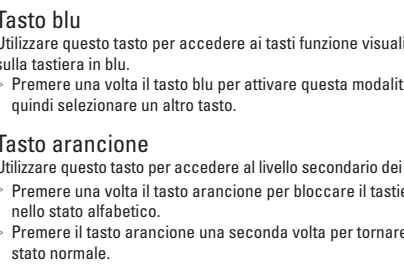 Tasto blu
Utilizzare questo tasto per accedere ai tasti funzione
sulla tastiera in blu.
Premere una volta il tasto blu per attivare questa
quindi selezionare un altro tasto.
Tasto arancione
Utilizzare questo tasto per accedere al livello secondario dei
Premere una volta il tasto arancione per bloccare il
nello stato alfabetico.
Premere il tasto arancione una seconda volta per tornare
stato normale.